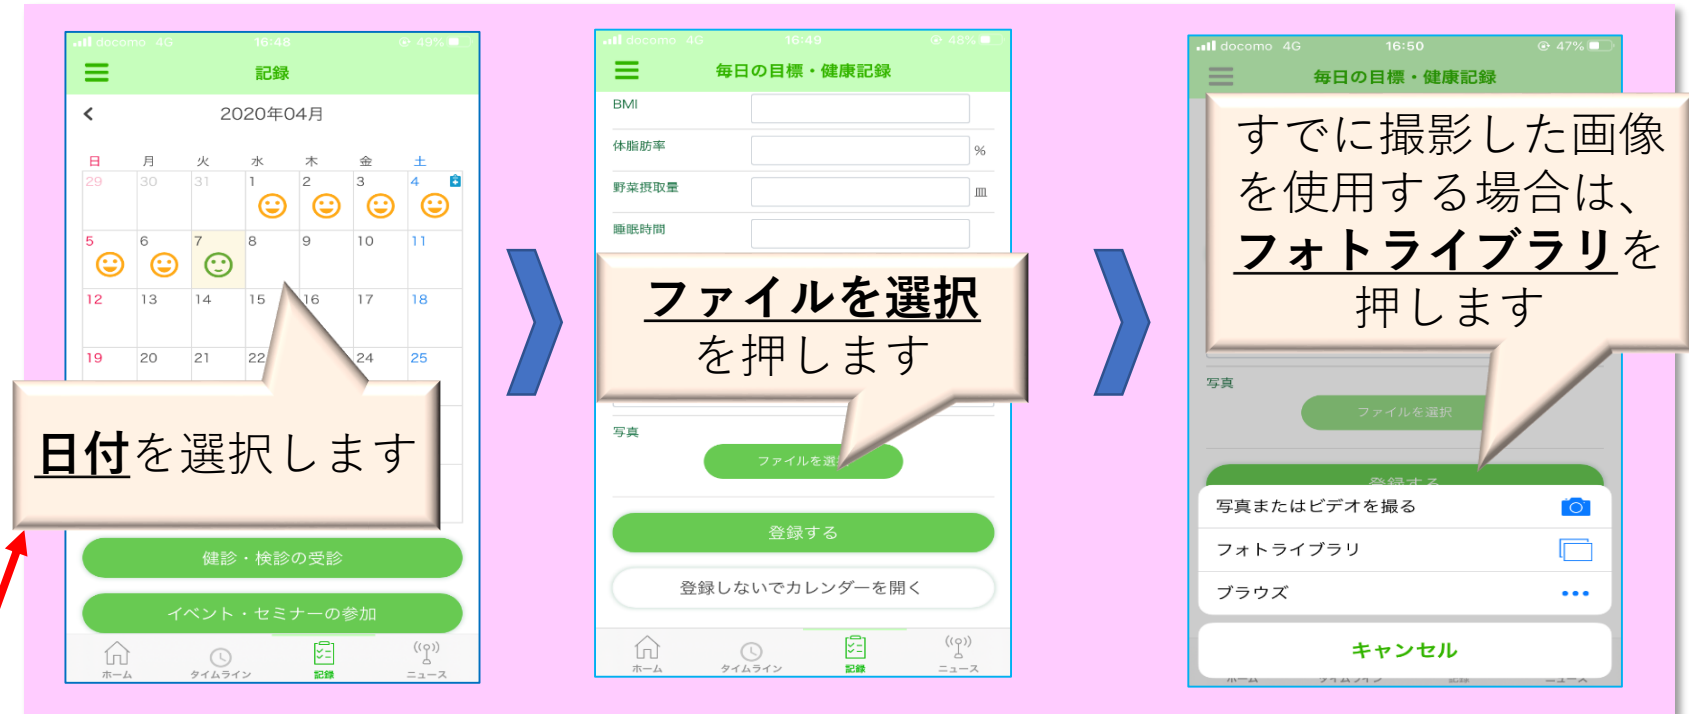 docomo 4G 16:48 49%
記録
2020年04月
日 月 火 水 木 金 土
29 30 31 1 2 3 4
5 6 7 8 9 10 11
12 13 14 15 16 17 18
19 20 21 22 24 25
日付を選択します
健診・検診の受診
イベント・セミナーの参加
ホーム タイムライン 記録 ニュース
docomo 4G 16:49 48%
毎日の目標・健康記録
BMI
体脂肪率 %
野菜摂取量 皿
睡眠時間
ファイルを選択
を押します
写真
ファイルを選
登録する
登録しないでカレンダーを開く
ホーム タイムライン 記録 ニュース
docomo 4G 16:50 47%
毎日の目標・健康記録
すでに撮影した画像
を使用する場合は、
フォトライブラリを
押します
写真
ファイルを選択
登録する
写真またはビデオを撮る
フォトライブラリ
ブラウズ
キャンセル